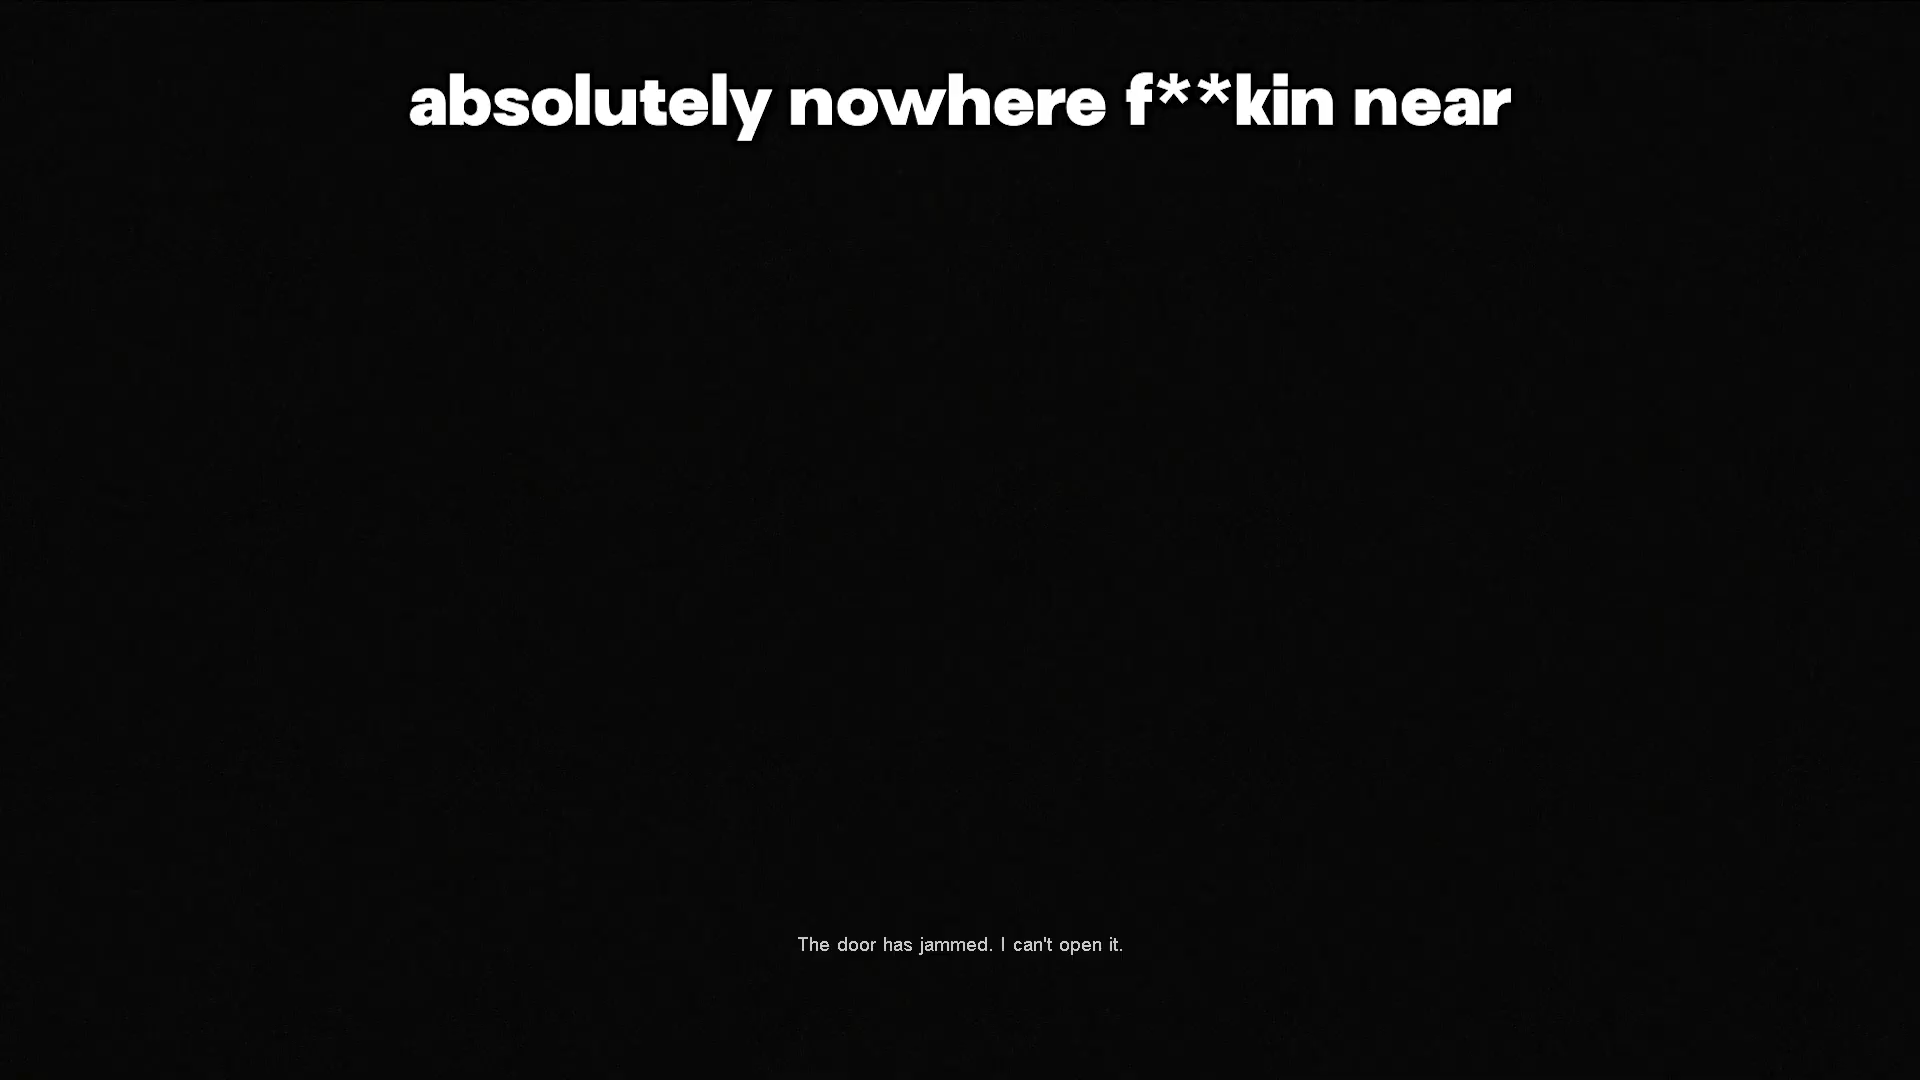 absolutely nowhere f**kin near
The door has jammed. I can't open it.